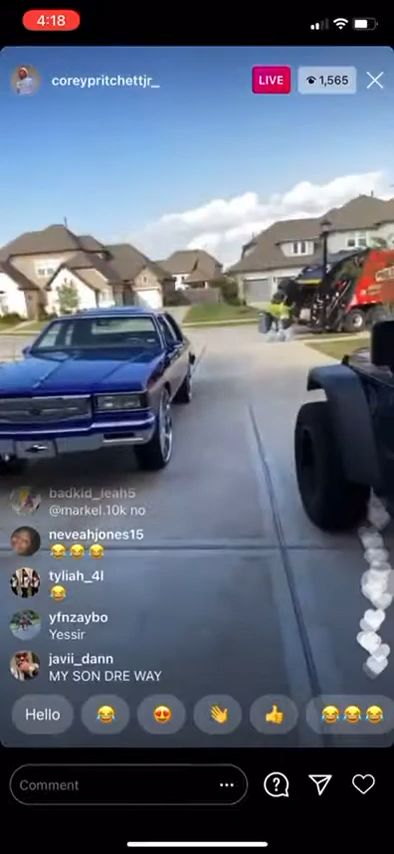 4:18
coreypritchettjr_
LIVE
1,565
badkid_leah5
@markel.10k no
neveahjones15
😂😂😂
tyliah_4l
😂
yfnzaybo
Yessir
javii_dann
MY SON DRE WAY
Hello 😂 😍 👋 👍 😂😂😂
Comment